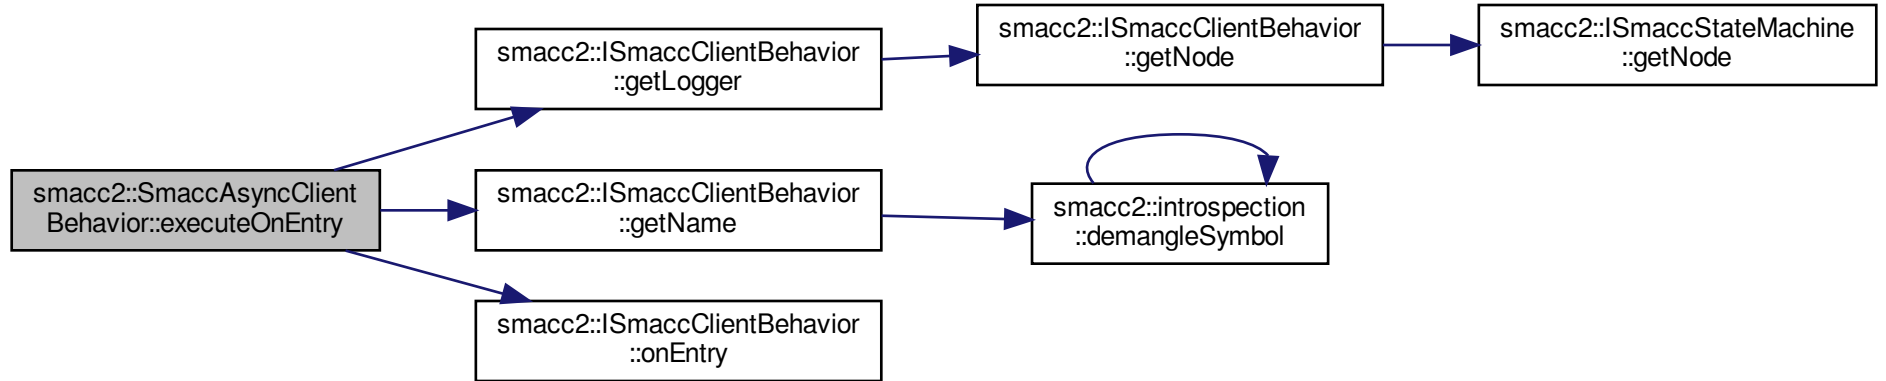 smacc2::SmaccAsyncClient
Behavior::executeOnEntry
smacc2::ISmaccClientBehavior
::getLogger
smacc2::ISmaccClientBehavior
::getNode
smacc2::ISmaccStateMachine
::getNode
smacc2::ISmaccClientBehavior
::getName
smacc2::introspection
::demangleSymbol
smacc2::ISmaccClientBehavior
::onEntry